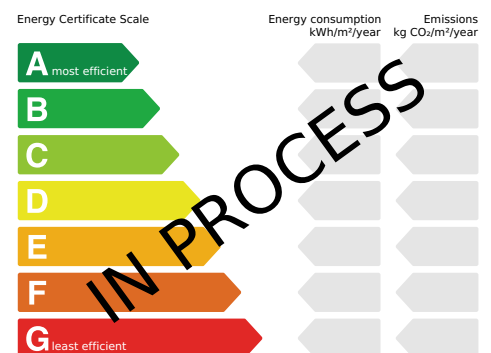 Energy Certificate Scale
Energy consumption
kWh/m²/year
Emissions
kg CO₂/m²/year
A most efficient
B
C
D
E
F
G least efficient
IN PROCESS